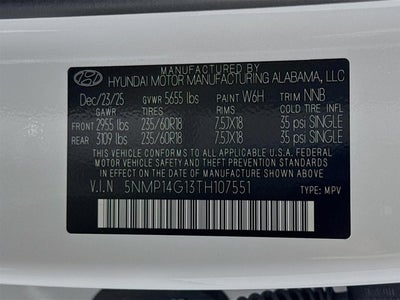 MANUFACTURED BY
HYUNDAI MOTOR MANUFACTURING ALABAMA, LLC
Dec/23/25 GVWR 5655 lbs PAINT W6H TRIM NNB
GAWR TIRE RIM COLD TIRE INFL
FRONT 2955 lbs 235/60R18 7.5JX18 35 psi SINGLE
REAR 3109 lbs 235/60R18 7.5JX18 35 psi SINGLE
THIS VEHICLE CONFORMS TO ALL APPLICABLE U.S.A. FEDERAL
MOTOR VEHICLE SAFETY AND THEFT PREVENTION STANDARDS
IN EFFECT ON THE DATE OF MANUFACTURE SHOWN ABOVE.
V.I.N 5NMP14G13TH107551 TYPE: MPV